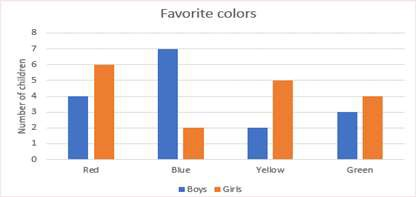 Favorite colors
Number of children
8
7
6
5
4
3
2
1
0
Red Blue Yellow Green
Boys Girls